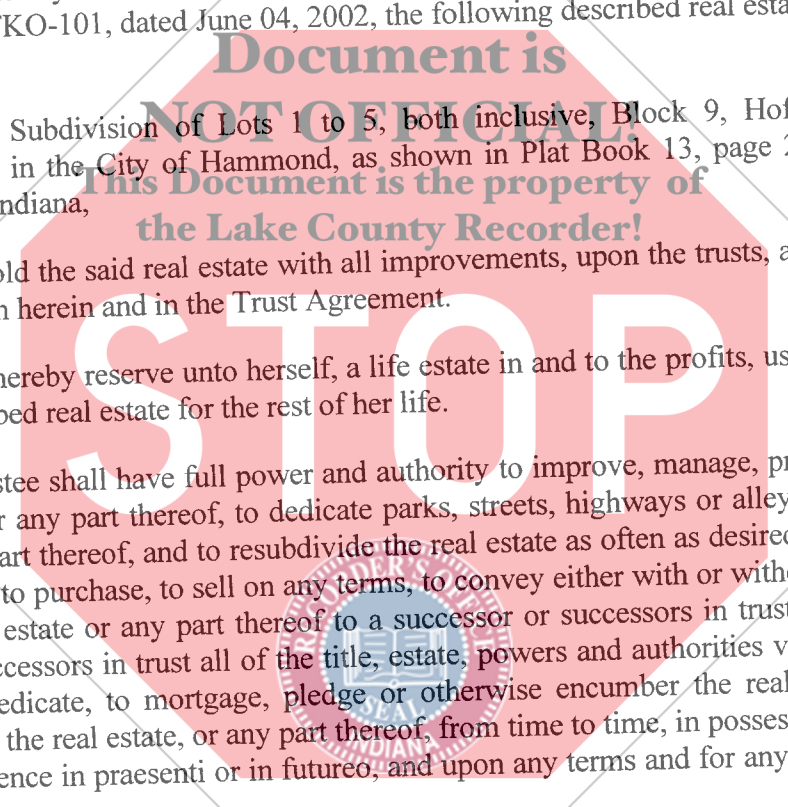 KO-101, dated June 04, 2002, the following described real esta
Document is
NOT OFFICIAL!
Subdivision of Lots 1 to 5, both inclusive, Block 9, Hof
in the City of Hammond, as shown in Plat Book 13, page
This Document is the property of
ndiana,
the Lake County Recorder!
old the said real estate with all improvements, upon the trusts, a
n herein and in the Trust Agreement.
STOP
hereby reserve unto herself, a life estate in and to the profits, us
bed real estate for the rest of her life.
stee shall have full power and authority to improve, manage, pr
r any part thereof, to dedicate parks, streets, highways or alley
art thereof, and to resubdivide the real estate as often as desired
to purchase, to sell on any terms, to convey either with or witho
estate or any part thereof to a successor or successors in trust
ccessors in trust all of the title, estate, powers and authorities v
edicate, to mortgage, pledge or otherwise encumber the real
the real estate, or any part thereof, from time to time, in posses
ence in praesenti or in futureo, and upon any terms and for any
RECORDER'S OFFICE
SEAL
INDIANA